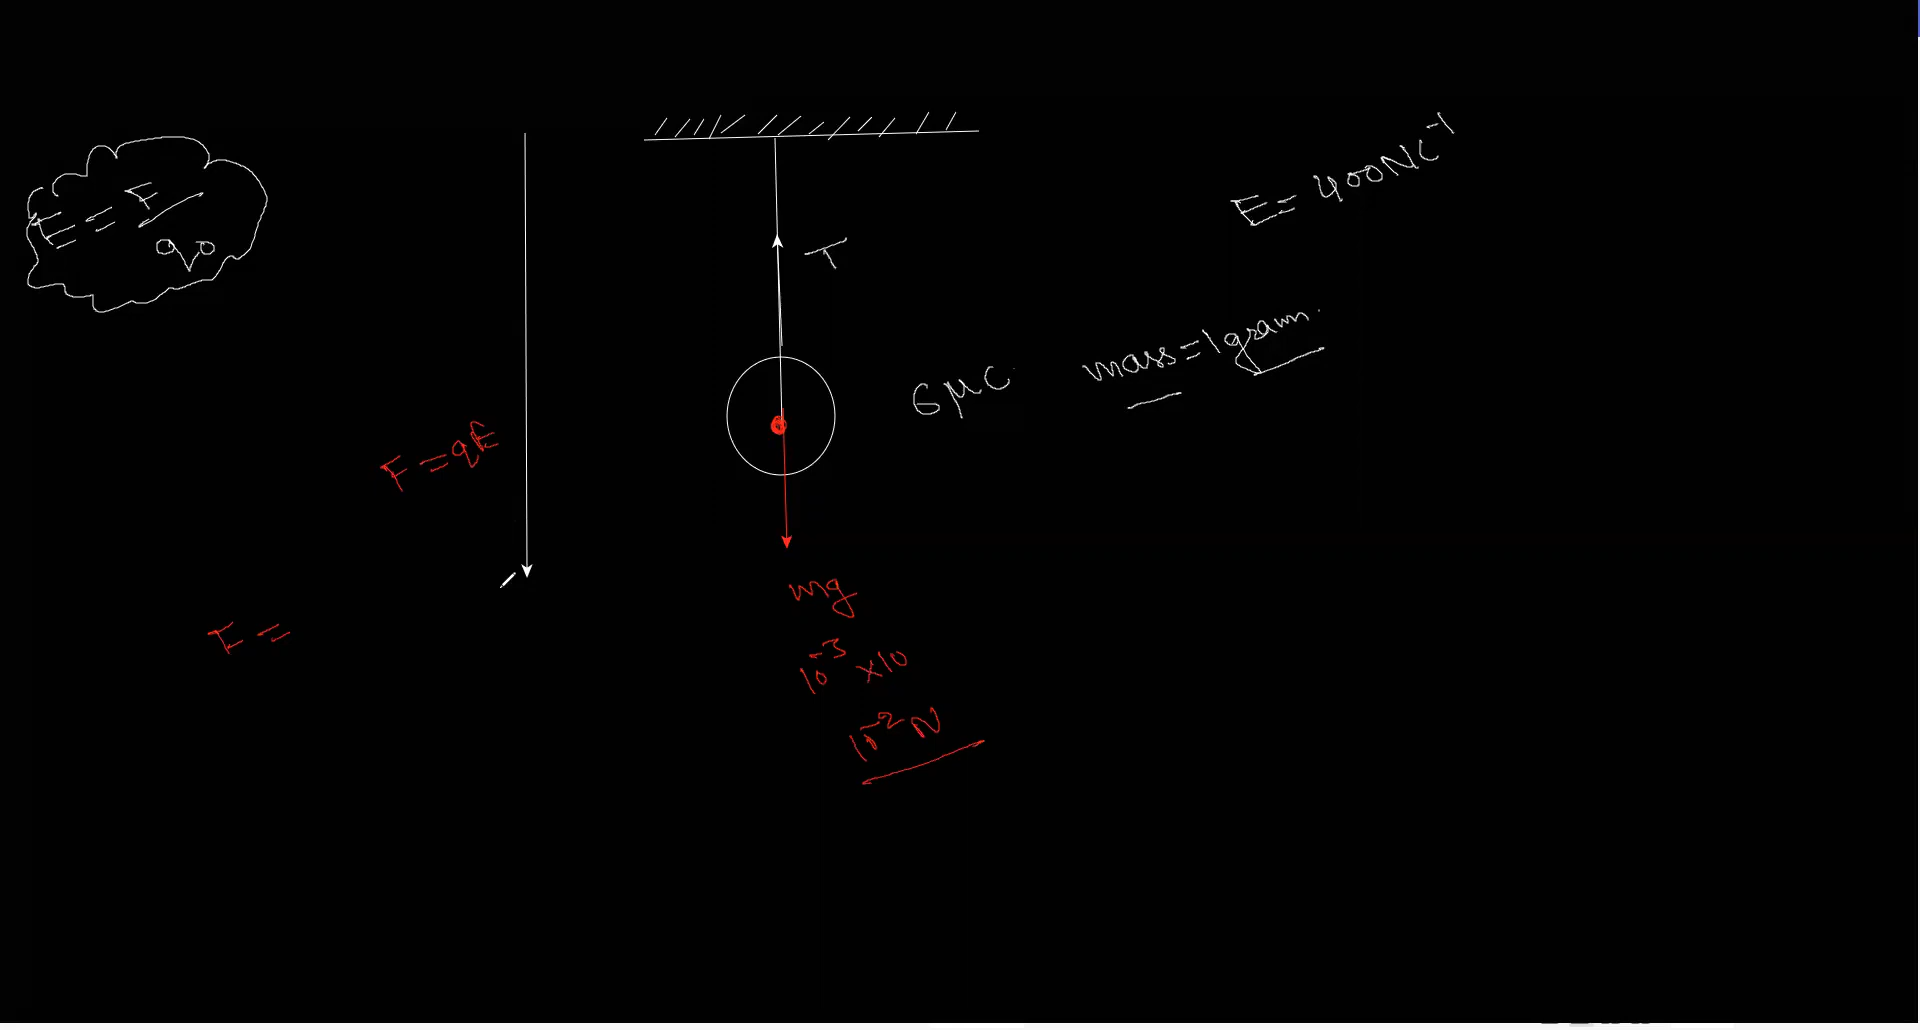 E = F/q₀
T
E = 400NC⁻¹
6μC
mass=1gram.
F=qE
F =
mg
10⁻³ ×10
10⁻² N